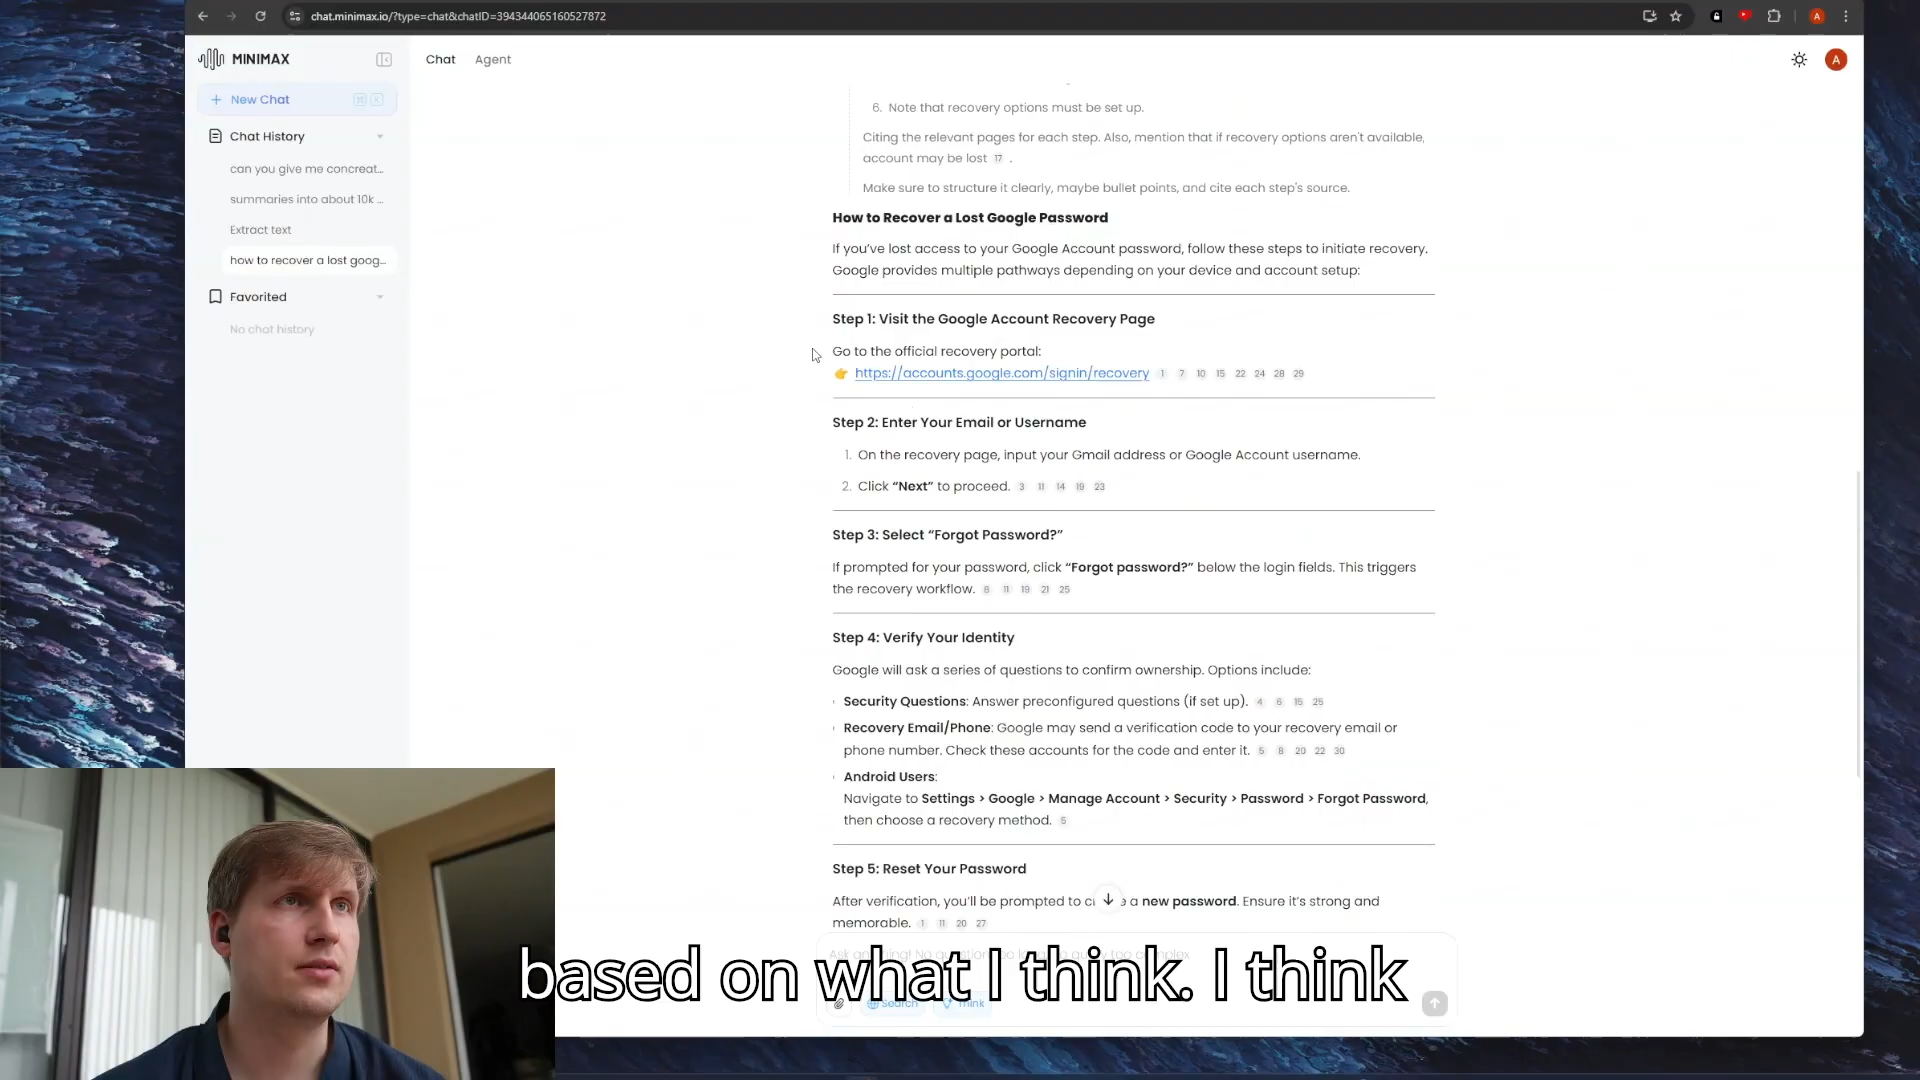 chat.minimax.io/?type=chat&chatID=394344065160527872
A
MINIMAX
Chat
Agent
A
New Chat
K
Chat History
can you give me concreat...
summaries into about 10k ...
Extract text
how to recover a lost goog...
Favorited
No chat history
6. Note that recovery options must be set up.
Citing the relevant pages for each step. Also, mention that if recovery options aren't available,
account may be lost 17 .
Make sure to structure it clearly, maybe bullet points, and cite each step's source.
How to Recover a Lost Google Password
If you've lost access to your Google Account password, follow these steps to initiate recovery.
Google provides multiple pathways depending on your device and account setup:
Step 1: Visit the Google Account Recovery Page
Go to the official recovery portal:
👉 https://accounts.google.com/signin/recovery 1 7 10 15 22 24 28 29
Step 2: Enter Your Email or Username
1. On the recovery page, input your Gmail address or Google Account username.
2. Click “Next” to proceed. 3 11 14 19 23
Step 3: Select “Forgot Password?”
If prompted for your password, click “Forgot password?” below the login fields. This triggers
the recovery workflow. 6 11 19 21 25
Step 4: Verify Your Identity
Google will ask a series of questions to confirm ownership. Options include:
Security Questions: Answer preconfigured questions (if set up). 4 6 15 25
Recovery Email/Phone: Google may send a verification code to your recovery email or
phone number. Check these accounts for the code and enter it. 5 8 20 22 30
Android Users:
Navigate to Settings > Google > Manage Account > Security > Password > Forgot Password,
then choose a recovery method. 5
Step 5: Reset Your Password
After verification, you'll be prompted to c e a new password. Ensure it's strong and
memorable. 1 11 20 27
based on what I think. I think
Search
Think